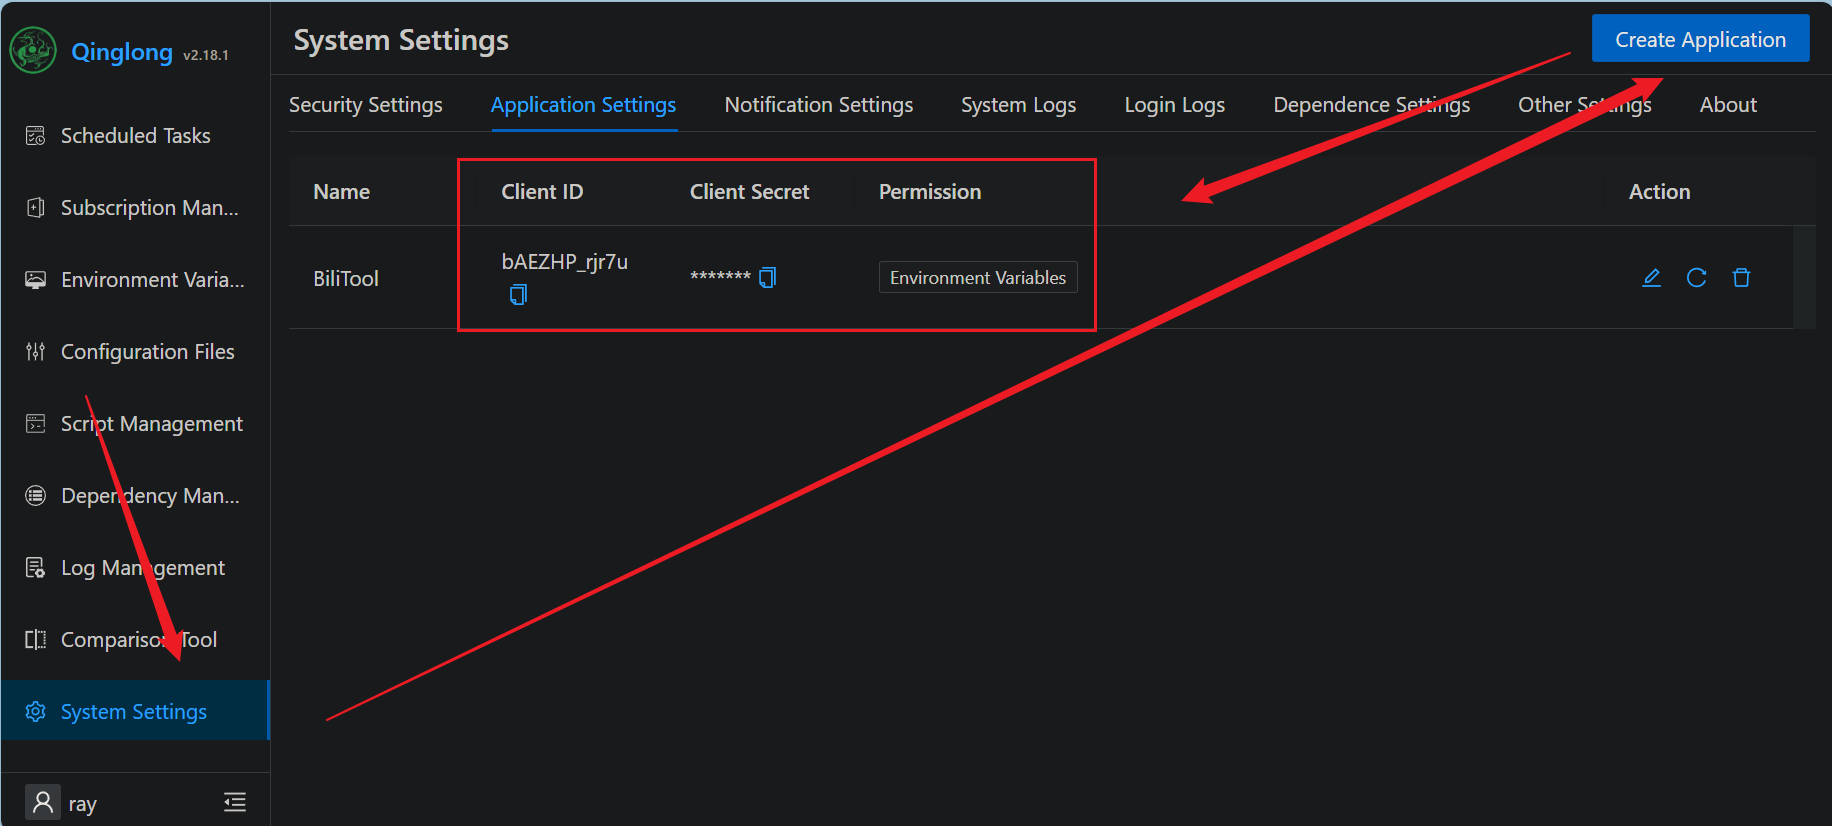 Qinglong v2.18.1
Scheduled Tasks
Subscription Man...
Environment Varia...
Configuration Files
Script Management
Dependency Man...
Log Management
Comparison Tool
System Settings
ray
System Settings
Create Application
Security Settings Application Settings Notification Settings System Logs Login Logs Dependence Settings Other Settings About
Name Client ID Client Secret Permission Action
BiliTool bAEZHP_rjr7u ******* Environment Variables